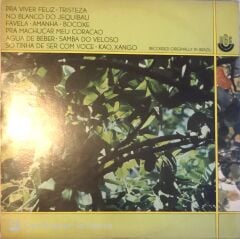 PRA VIVER FELIZ • TRISTEZA
NO BLANCO DO JEQUIBAU
FAVELA • AMANHA • BOCOXE
PRA MACHUCAR MEU CORACAO
AGUA DE BEBER • SAMBA DO VELOSO
SO TINHA DE SER COM VOCE • KAO, XANGO
RECORDED ORIGINALLY IN BRAZIL